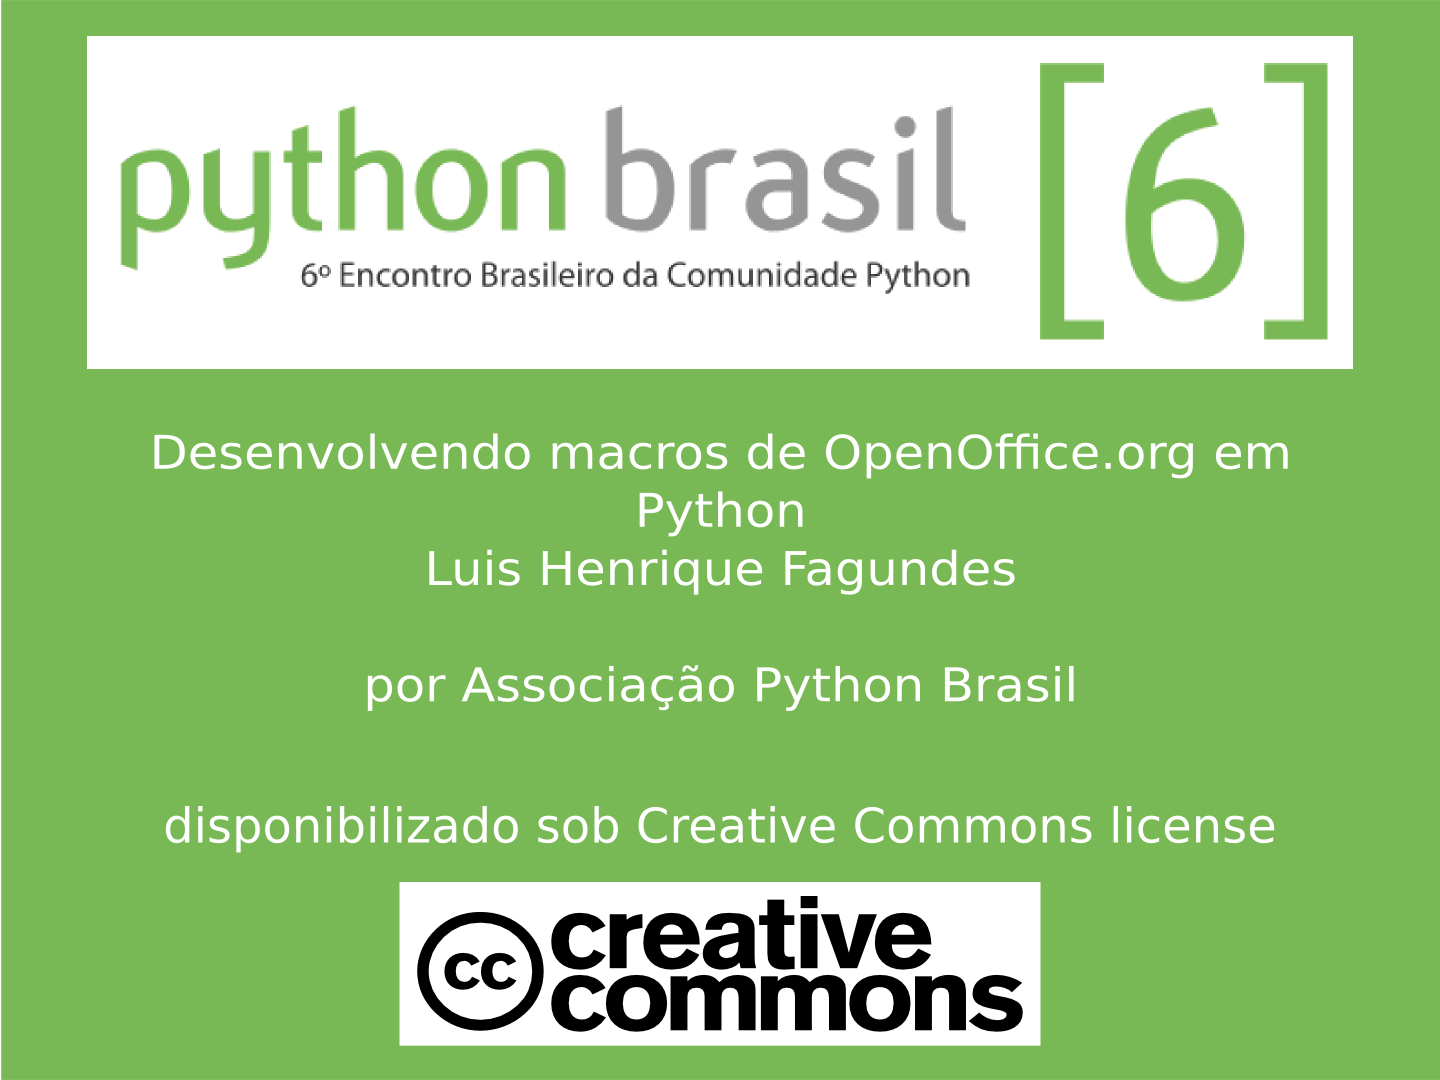 python brasil [6]
6º Encontro Brasileiro da Comunidade Python
Desenvolvendo macros de OpenOffice.org em
Python
Luis Henrique Fagundes
por Associação Python Brasil
disponibilizado sob Creative Commons license
cc creative
commons